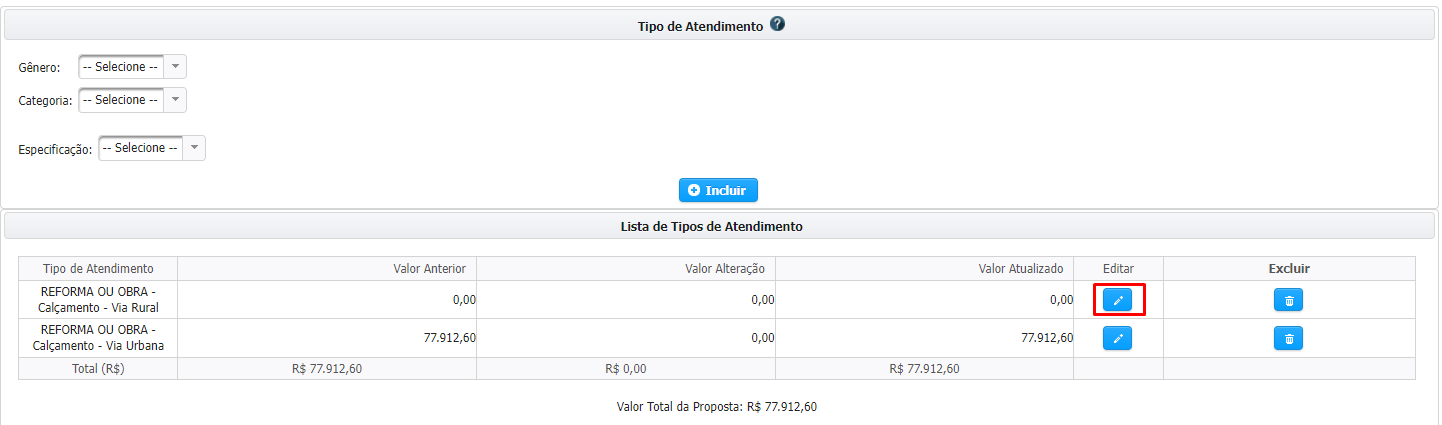 Tipo de Atendimento ?
Gênero: -- Selecione --
Categoria: -- Selecione --
Especificação: -- Selecione --
Incluir
Lista de Tipos de Atendimento
Tipo de Atendimento Valor Anterior Valor Alteração Valor Atualizado Editar Excluir
REFORMA OU OBRA -
Calçamento - Via Rural 0,00 0,00 0,00
REFORMA OU OBRA -
Calçamento - Via Urbana 77.912,60 0,00 77.912,60
Total (R$) R$ 77.912,60 R$ 0,00 R$ 77.912,60
Valor Total da Proposta: R$ 77.912,60